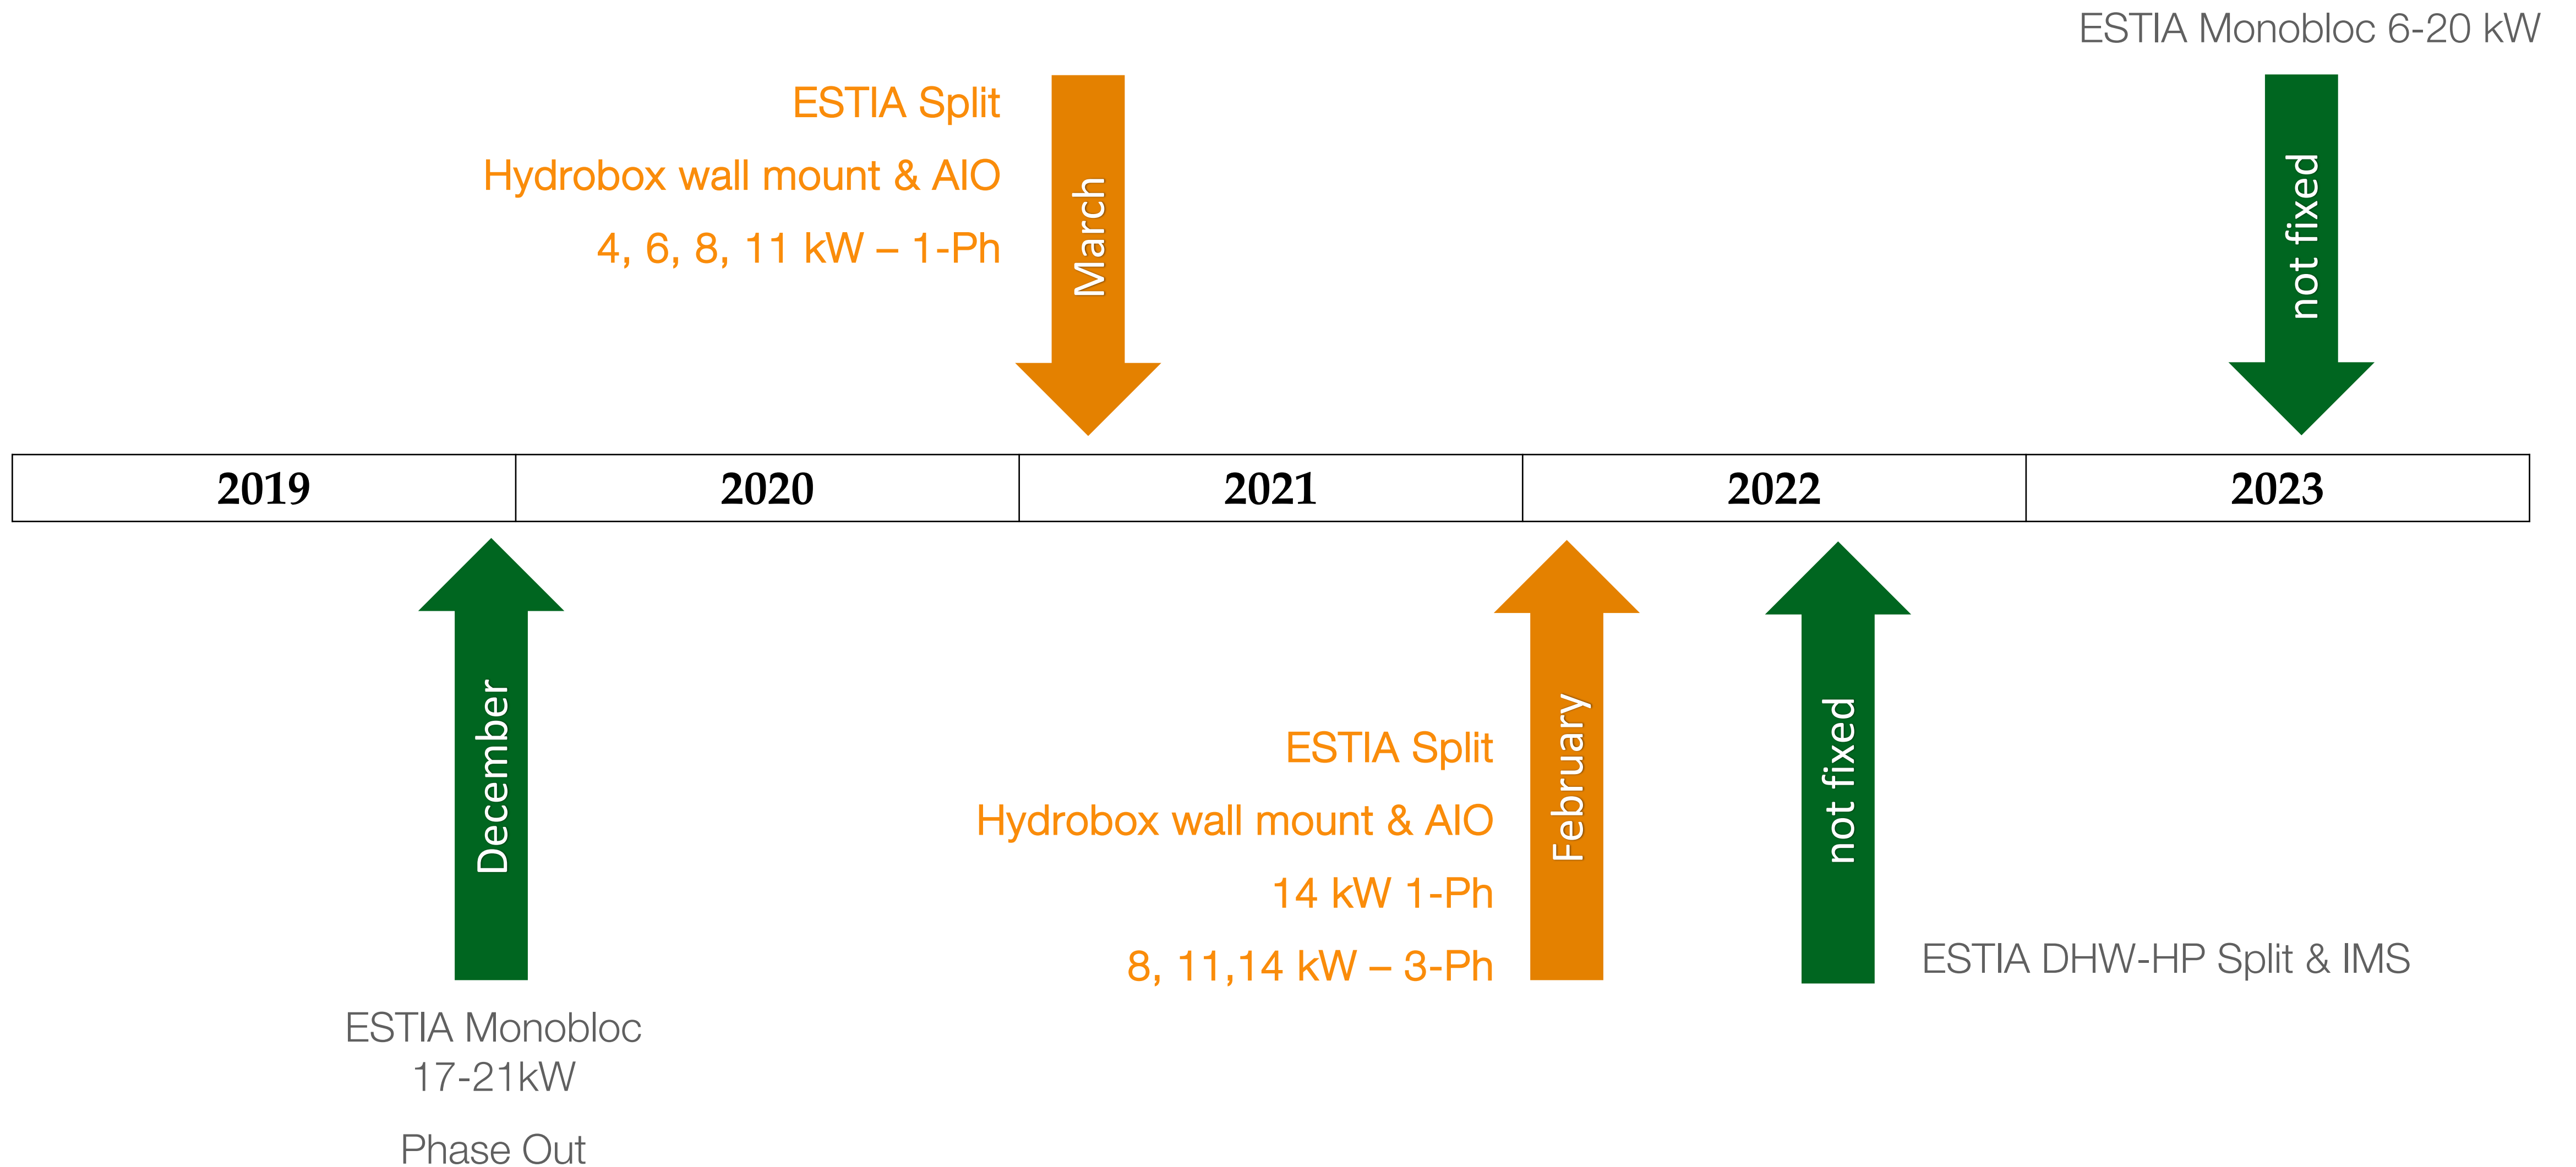 ESTIA Monobloc 6-20 kW
ESTIA Split
Hydrobox wall mount & AIO
4, 6, 8, 11 kW – 1-Ph
March
not fixed
2019
2020
2021
2022
2023
December
ESTIA Monobloc
17-21kW
Phase Out
ESTIA Split
Hydrobox wall mount & AIO
14 kW 1-Ph
8, 11,14 kW – 3-Ph
February
not fixed
ESTIA DHW-HP Split & IMS